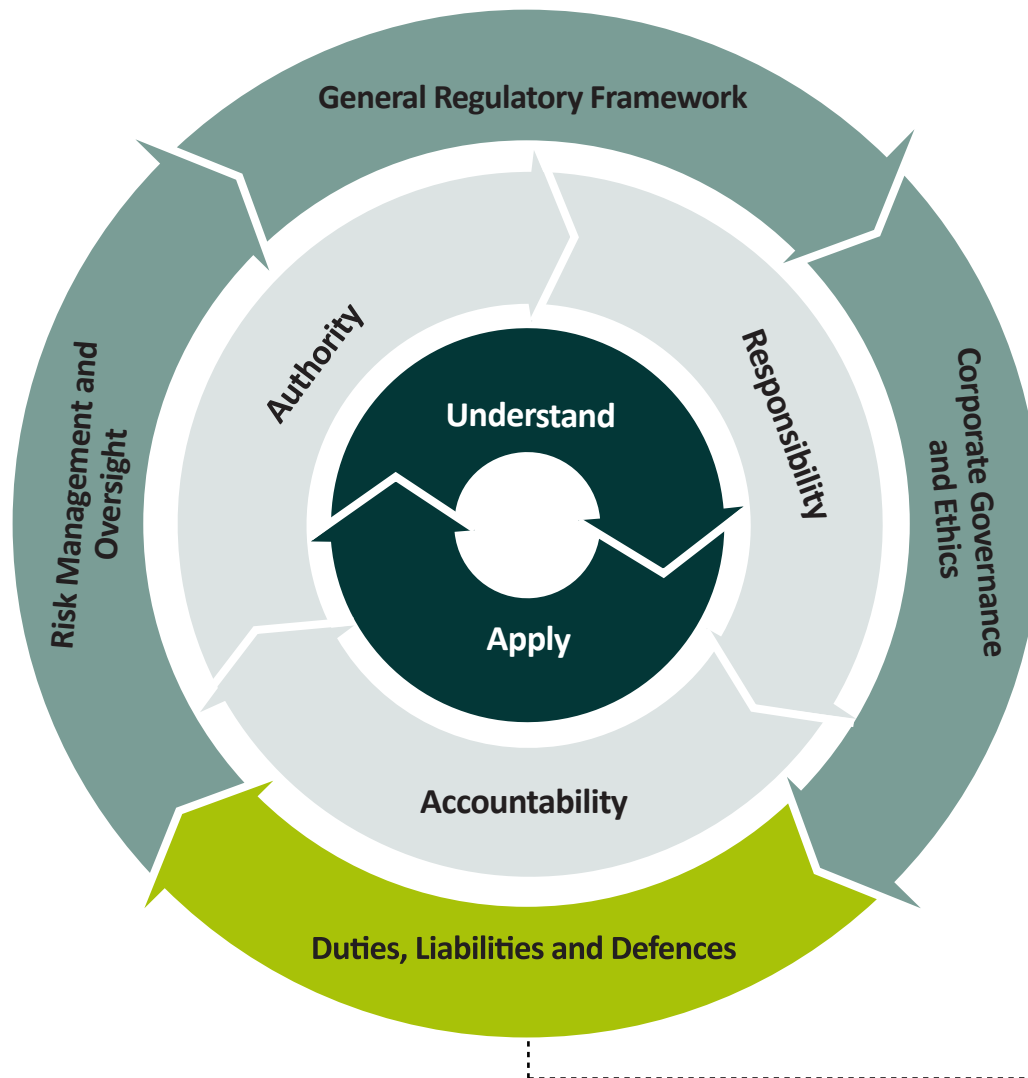 General Regulatory Framework
Authority
Responsibility
Risk Management and
Oversight
Understand
Corporate Governance
and Ethics
Apply
Accountability
Duties, Liabilities and Defences